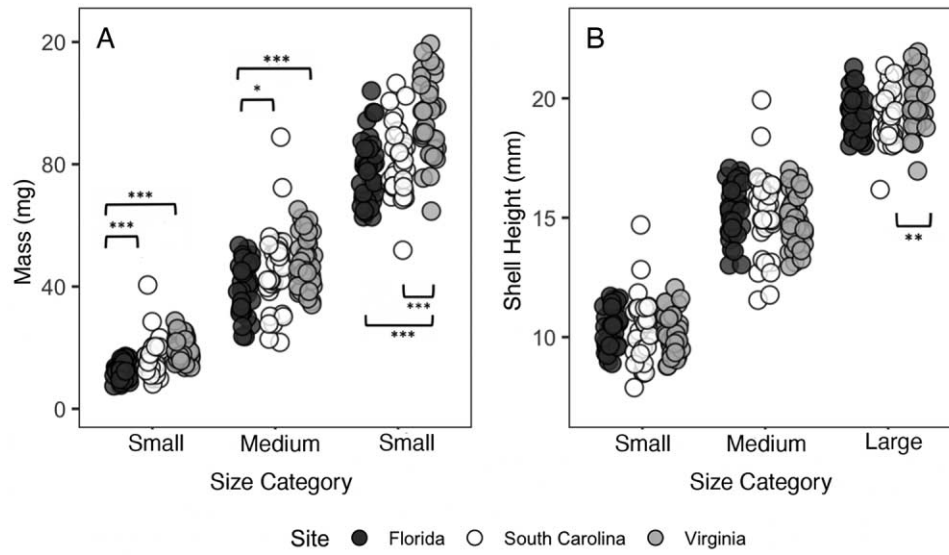 A
B
20
80
40
0
Mass (mg)
***
***
*
***
***
***
Small
Medium
Small
Size Category
20
15
10
Shell Height (mm)
**
Small
Medium
Large
Size Category
Site Florida South Carolina Virginia